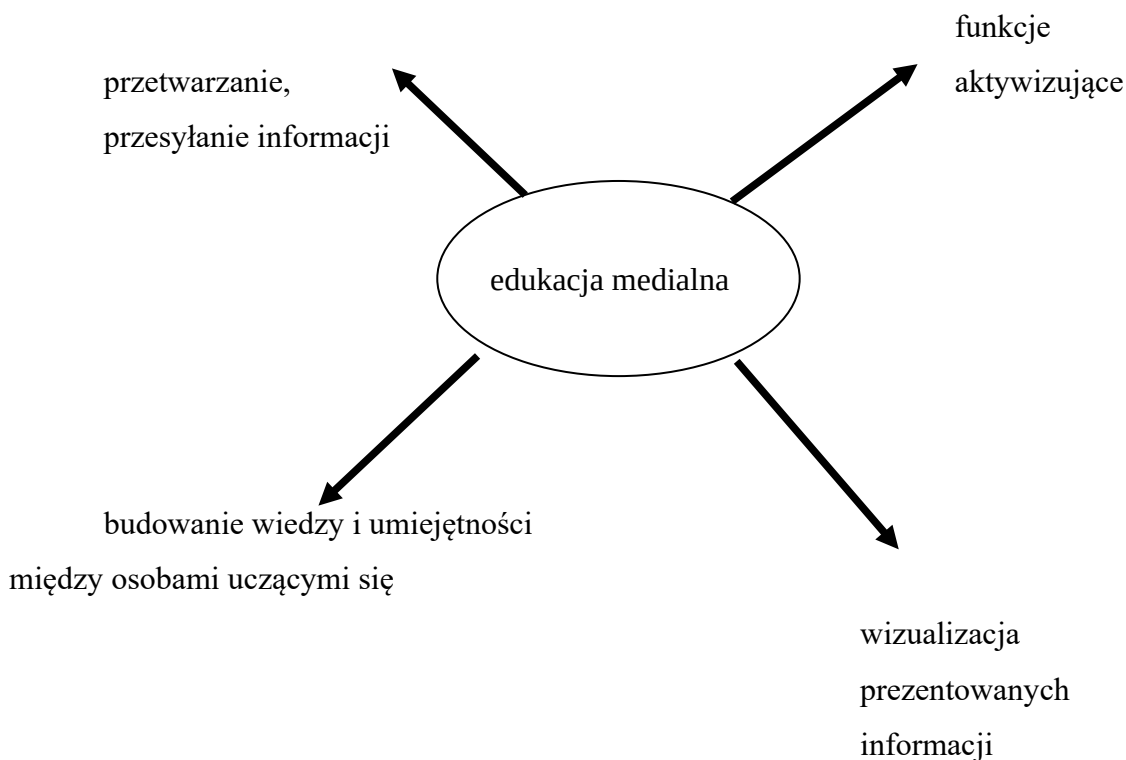 funkcje
aktywizujące
przetwarzanie,
przesyłanie informacji
edukacja medialna
budowanie wiedzy i umiejętności
między osobami uczącymi się
wizualizacja
prezentowanych
informacji